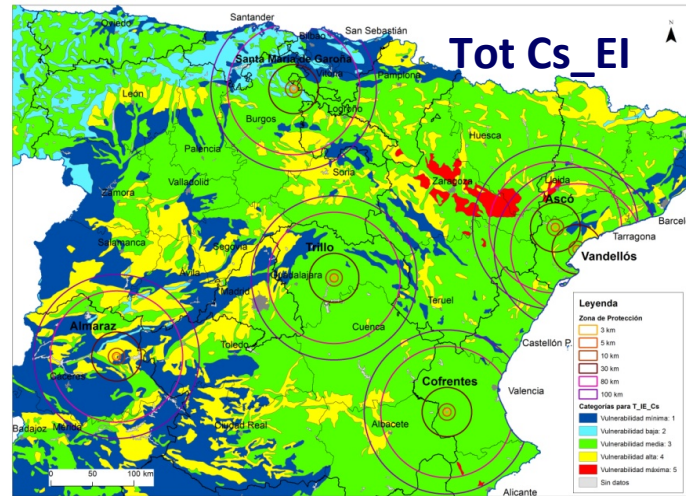 Tot Cs_EI
N
Santander
Oviedo
Bilbao
San Sebastián
Santa María de Garoña
Vitoria
Pamplona
León
Logroño
Burgos
Huesca
Palencia
Soria
Zaragoza
Lleida
Valladolid
Zamora
Ascó
Barcel
Tarragona
Salamanca
Segovia
Trillo
Vandellós
Ávila
Guadalajara
Madrid
Teruel
Almaraz
Cuenca
Toledo
Castellón P.
Cáceres
Cofrentes
Valencia
Badajoz
Mérida
Ciudad Real
Albacete
Alicante
0 50 100 km
Leyenda
Zona de Protección
3 km
5 km
10 km
30 km
80 km
100 km
Categorías para T_IE_Cs
Vulnerabilidad mínima: 1
Vulnerabilidad baja: 2
Vulnerabilidad media: 3
Vulnerabilidad alta: 4
Vulnerabilidad máxima: 5
Sin datos